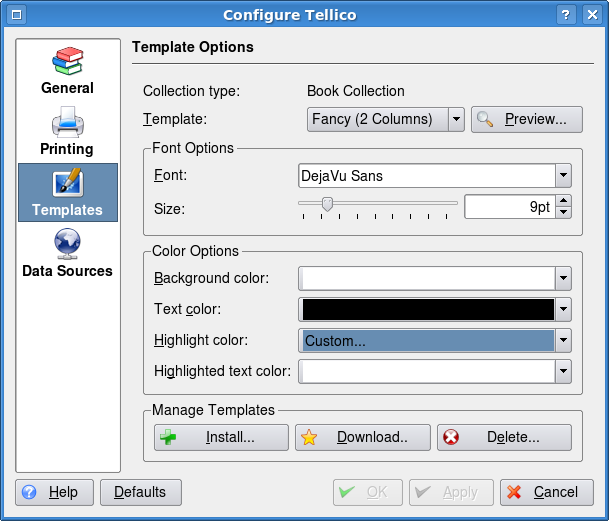 Configure Tellico
General
Printing
Templates
Data Sources
Template Options
Collection type: Book Collection
Template: Fancy (2 Columns) Preview...
Font Options
Font: DejaVu Sans
Size: 9pt
Color Options
Background color:
Text color:
Highlight color: Custom...
Highlighted text color:
Manage Templates
Install... Download.. Delete...
Help Defaults OK Apply Cancel